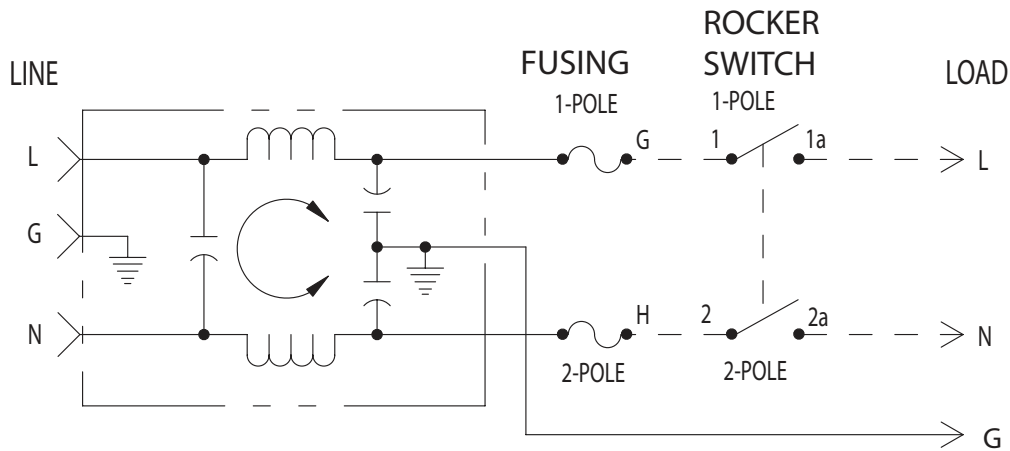 LINE
FUSING
1-POLE
ROCKER
SWITCH
1-POLE
LOAD
L
G
1
1a
L
G
N
H
2
2a
N
2-POLE
2-POLE
G